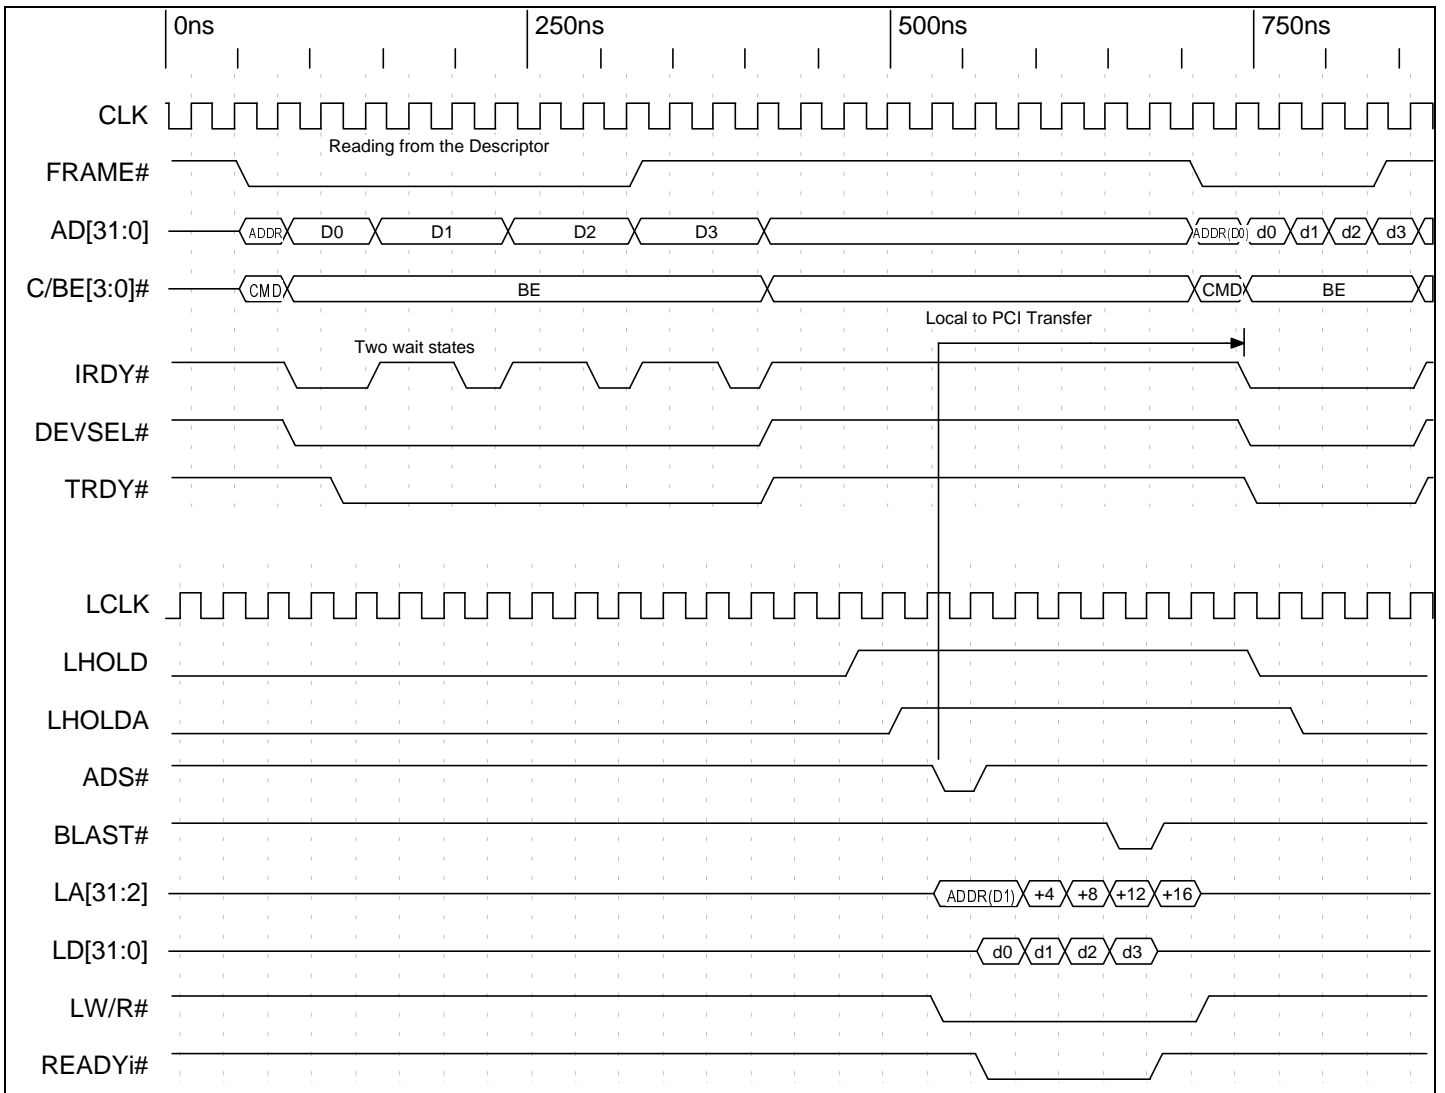 0ns 250ns 500ns 750ns
CLK
Reading from the Descriptor
FRAME#
AD[31:0] ADDR D0 D1 D2 D3 ADDR(D0) d0 d1 d2 d3
C/BE[3:0]# CMD BE CMD BE
Local to PCI Transfer
Two wait states
IRDY#
DEVSEL#
TRDY#
LCLK
LHOLD
LHOLDA
ADS#
BLAST#
LA[31:2] ADDR(D1) +4 +8 +12 +16
LD[31:0] d0 d1 d2 d3
LW/R#
READYi#